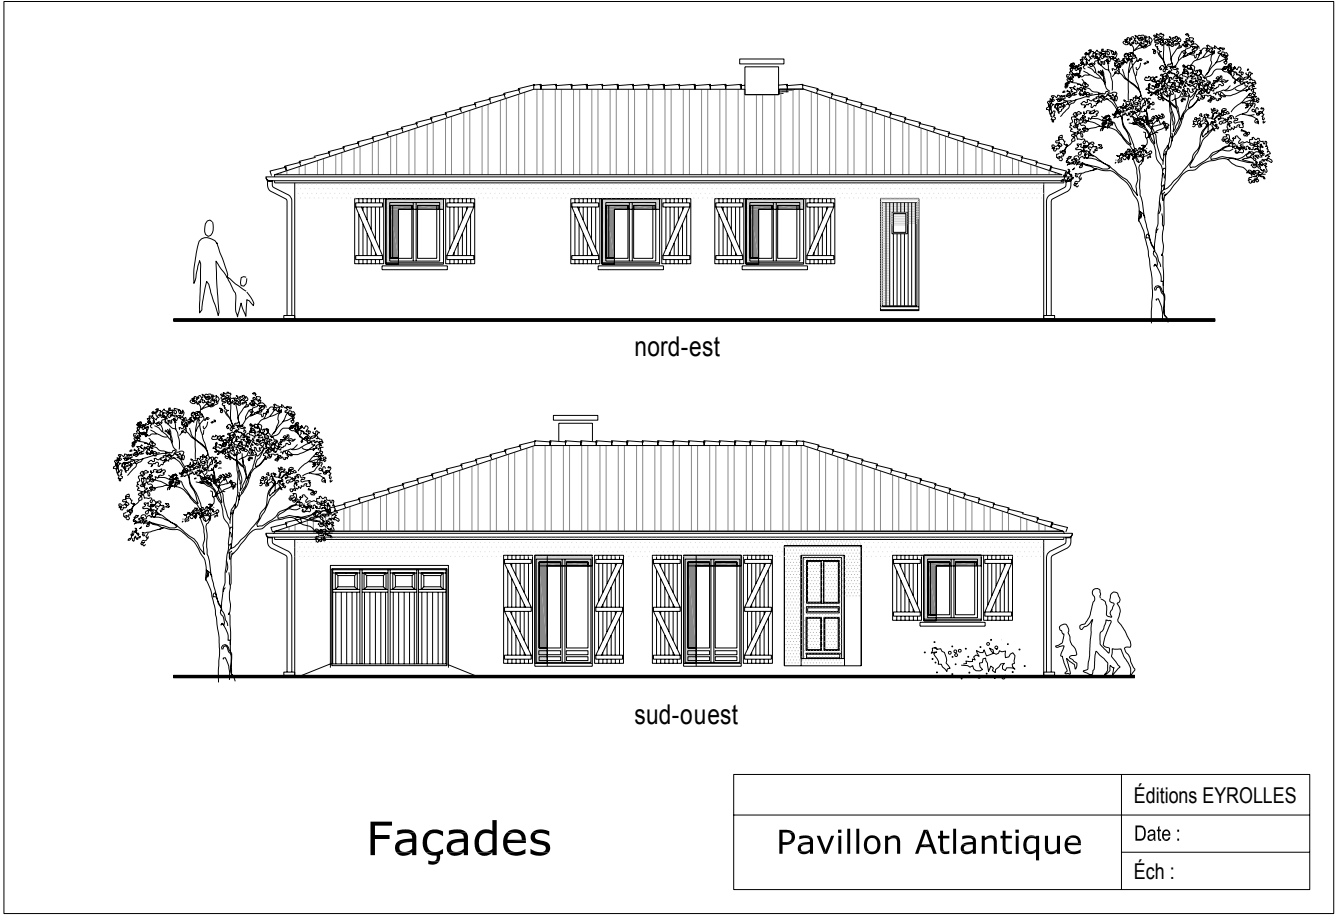 nord-est
sud-ouest
Façades
Pavillon Atlantique
Éditions EYROLLES
Date :
Éch :